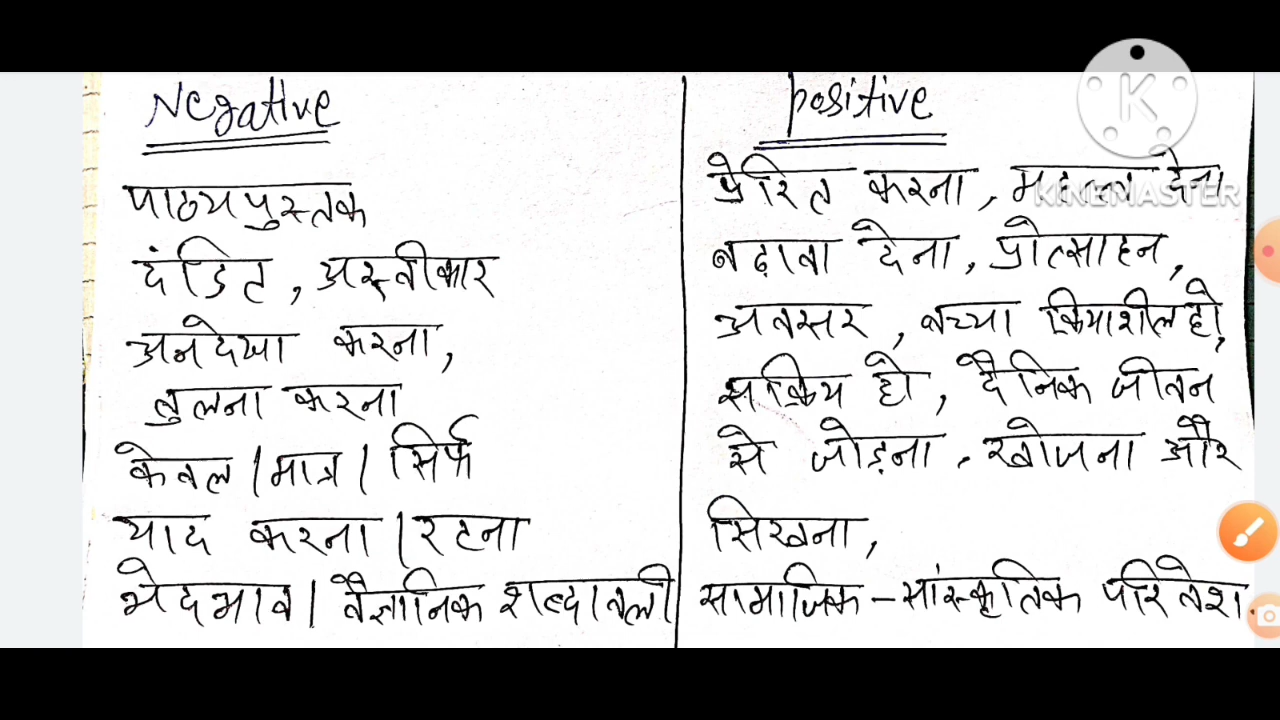 Negative
पाठ्यपुस्तक
दंडित, अस्वीकार
अनदेखा करना,
तुलना करना
केवल / मात्र / सिर्फ
याद करना / रटना
भेदभाव / वैज्ञानिक शब्दावली
positive
प्रेरित करना, महत्व देना
बढ़ावा देना, प्रोत्साहन,
अवसर, बच्चा क्रियाशील हो,
सक्रिय हो, दैनिक जीवन
से जोड़ना, खोजना और
सिखना,
सामाजिक - सांस्कृतिक परिवेश
K
KINEMASTER